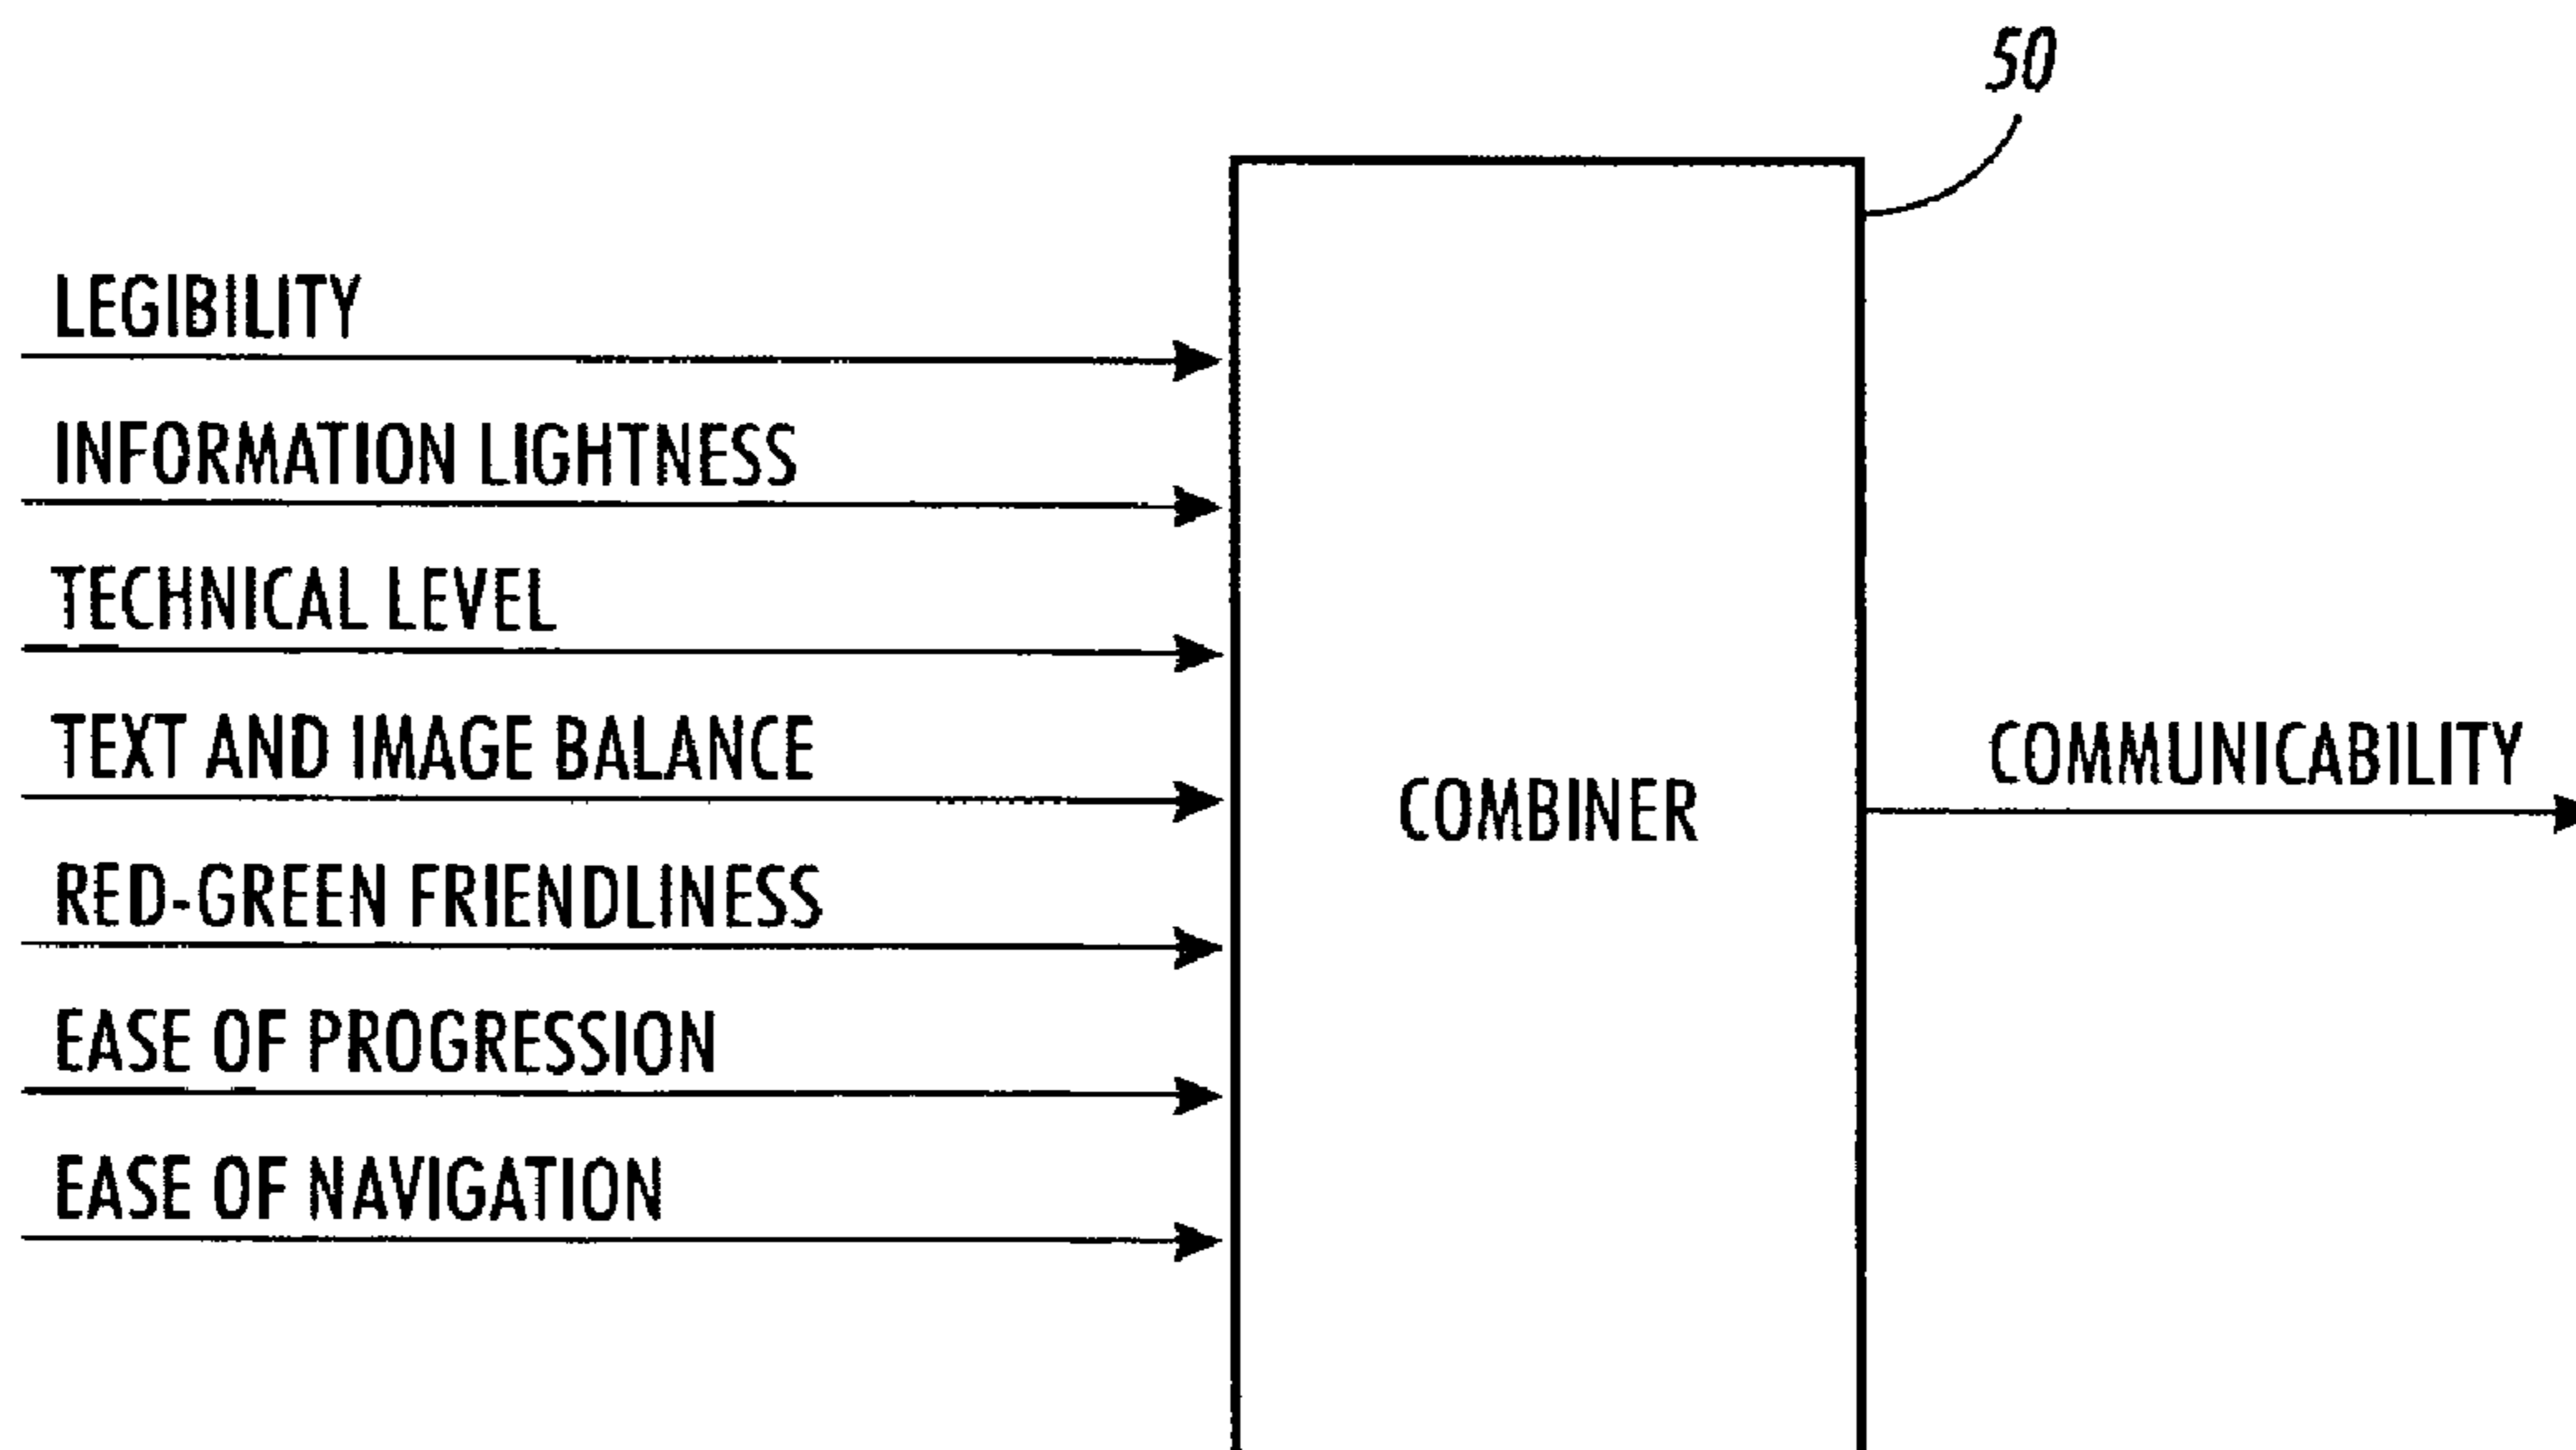 50
LEGIBILITY
INFORMATION LIGHTNESS
TECHNICAL LEVEL
TEXT AND IMAGE BALANCE
COMMUNICABILITY
COMBINER
RED-GREEN FRIENDLINESS
EASE OF PROGRESSION
EASE OF NAVIGATION